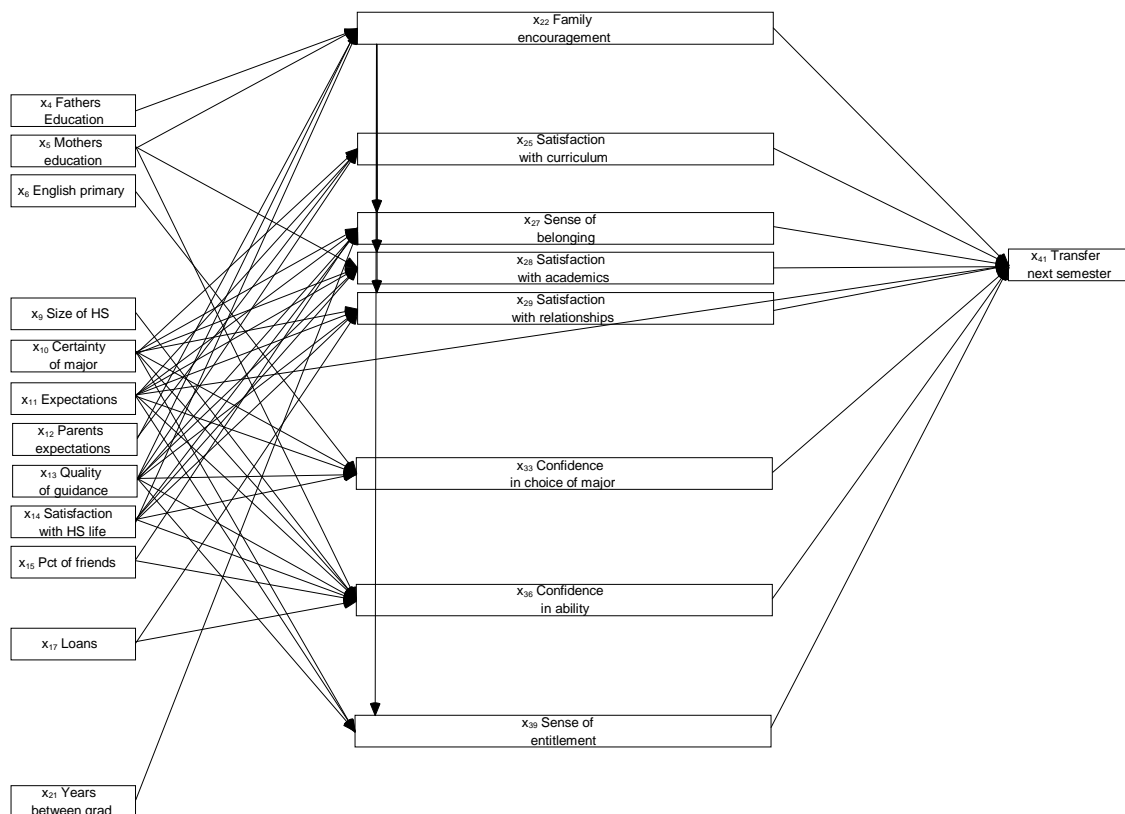 x₂₂ Family
encouragement
x₄ Fathers
Education
x₅ Mothers
education
x₆ English primary
x₂₅ Satisfaction
with curriculum
x₂₇ Sense of
belonging
x₂₈ Satisfaction
with academics
x₂₉ Satisfaction
with relationships
x₄₁ Transfer
next semester
x₉ Size of HS
x₁₀ Certainty
of major
x₁₁ Expectations
x₁₂ Parents
expectations
x₁₃ Quality
of guidance
x₁₄ Satisfaction
with HS life
x₁₅ Pct of friends
x₁₇ Loans
x₃₃ Confidence
in choice of major
x₃₆ Confidence
in ability
x₃₉ Sense of
entitlement
x₂₁ Years
between grad